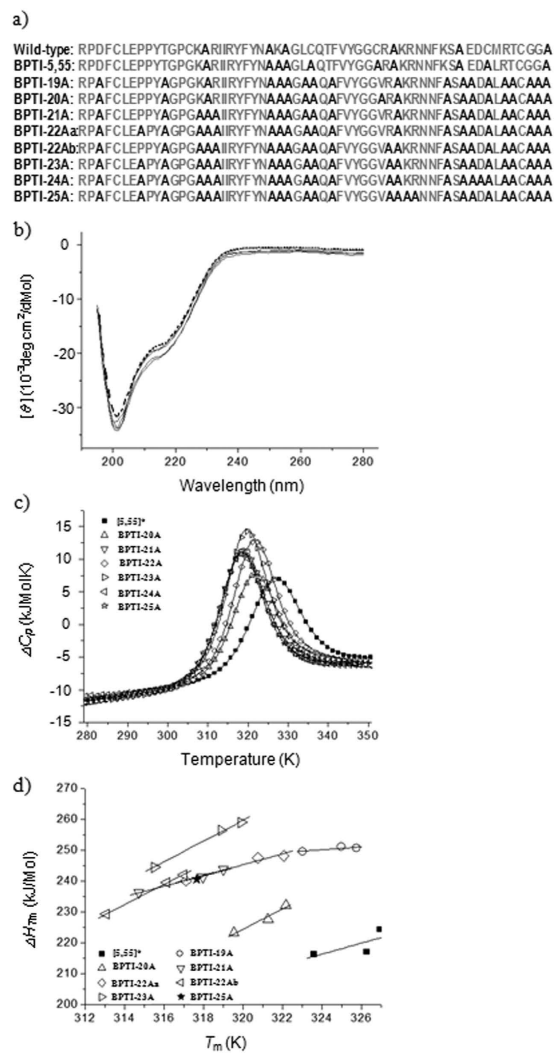 a)
Wild-type: RPDFCLEPPYTGPCKARIIRYFYNAKAGLCQTFVYGGCRAKRNNFKSAEDCMRTCGGA
BPTI-5,55: RPDFCLEPPYTGPGKARIIRYFYNAAAGLAQTFVYGGARAKRNNFKSA EDALRTCGGA
BPTI-19A: RPAFCLEPPYAGPGKARIIRYFYNAAAGAAQAFVYGGVRAKRNNFASAADALAACAAA
BPTI-20A: RPAFCLEPPYAGPGKARIIRYFYNAAAGAAQAFVYGGARAKRNNFASAADALAACAAA
BPTI-21A: RPAFCLEPPYAGPGAAAIIRYFYNAAAGAAQAFVYGGVRAKRNNFASAADALAACAAA
BPTI-22Aa: RPAFCLEAPYAGPGAAAIIRYFYNAAAGAAQAFVYGGVRAKRNNFASAADALAACAAA
BPTI-22Ab: RPAFCLEPPYAGPGAAAIIRYFYNAAAGAAQAFVYGGVAAKRNNFASAADALAACAAA
BPTI-23A: RPAFCLEAPYAGPGAAAIIRYFYNAAAGAAQAFVYGGVAAKRNNFASAADALAACAAA
BPTI-24A: RPAFCLEAPYAGPGAAAIIRYFYNAAAGAAQAFVYGGVAAKRNNFASAAAALAACAAA
BPTI-25A: RPAFCLEAPYAGPGAAAIIRYFYNAAAGAAQAFVYGGVAAAANNFASAADALAACAAA
b)
[θ] (10⁻³deg cm²/dMol)
0
-10
-20
-30
200 220 240 260 280
Wavelength (nm)
c)
ΔCp (kJMolK)
15
10
5
0
-5
-10
-15
[5,55]*
BPTI-20A
BPTI-21A
BPTI-22A
BPTI-23A
BPTI-24A
BPTI-25A
280 290 300 310 320 330 340 350
Temperature (K)
d)
ΔHTm (kJ/Mol)
270
260
250
240
230
220
210
200
[5,55]* BPTI-19A
BPTI-20A BPTI-21A
BPTI-22Aa BPTI-22Ab
BPTI-23A BPTI-25A
312 314 316 318 320 322 324 326
Tm (K)